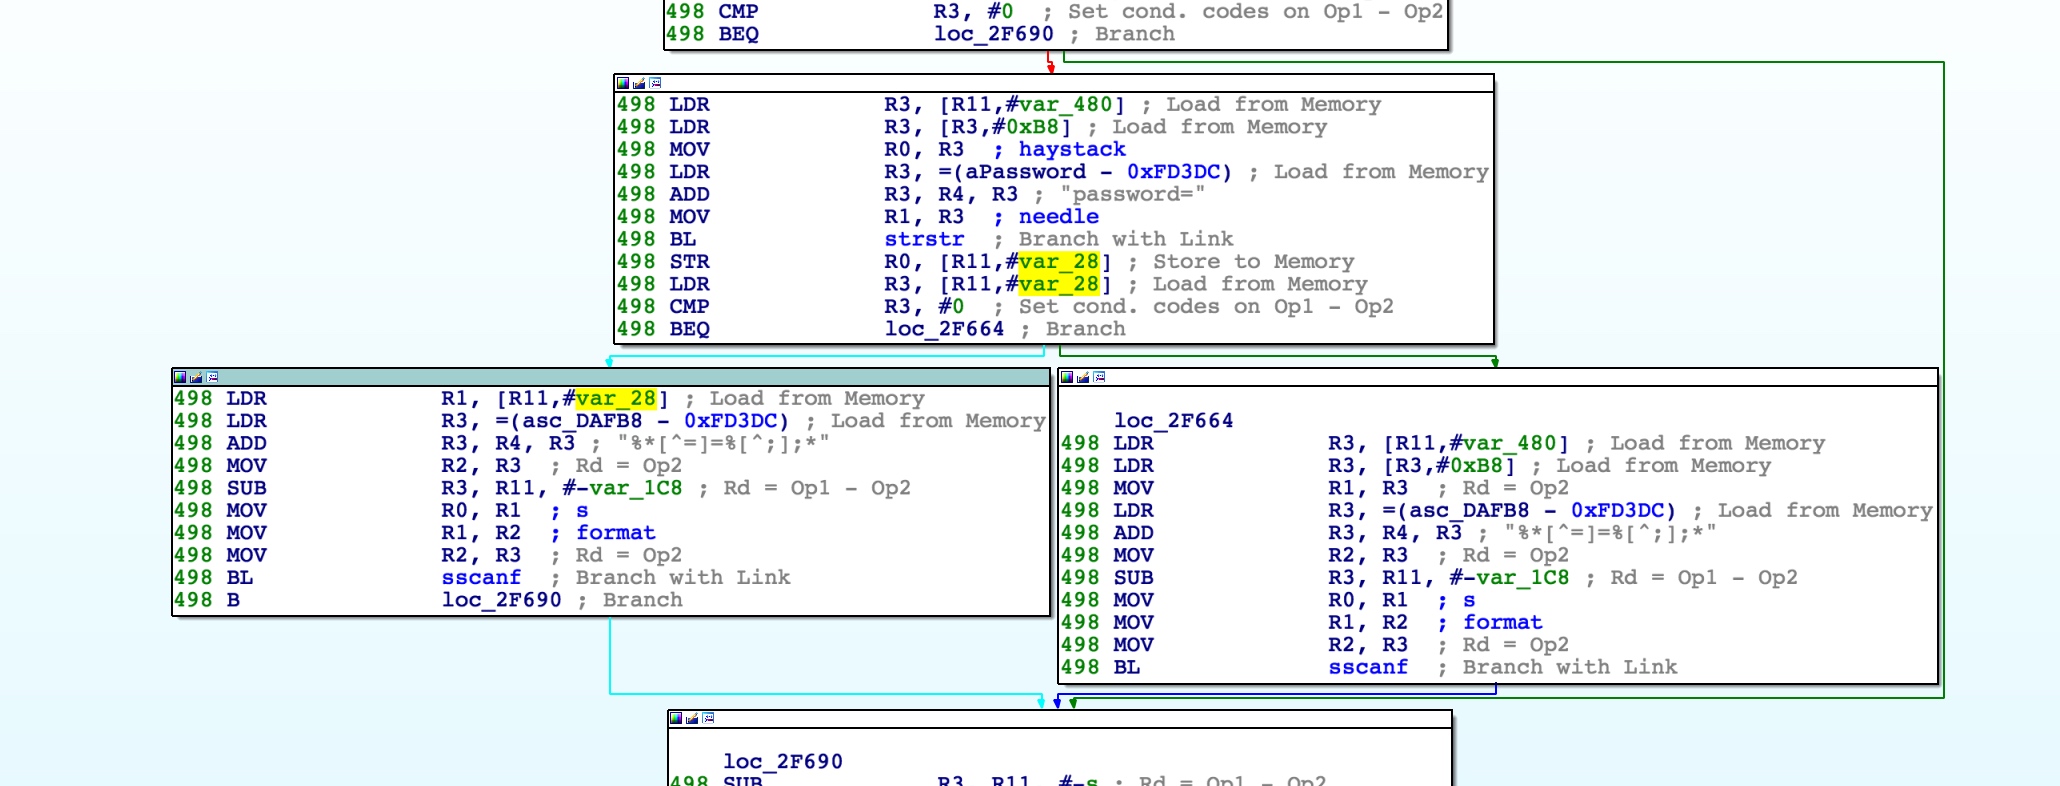 498 CMP R3, #0 ; Set cond. codes on Op1 - Op2
498 BEQ loc_2F690 ; Branch
498 LDR R3, [R11,#var_480] ; Load from Memory
498 LDR R3, [R3,#0xB8] ; Load from Memory
498 MOV R0, R3 ; haystack
498 LDR R3, =(aPassword - 0xFD3DC) ; Load from Memory
498 ADD R3, R4, R3 ; "password="
498 MOV R1, R3 ; needle
498 BL strstr ; Branch with Link
498 STR R0, [R11,#var_28] ; Store to Memory
498 LDR R3, [R11,#var_28] ; Load from Memory
498 CMP R3, #0 ; Set cond. codes on Op1 - Op2
498 BEQ loc_2F664 ; Branch
498 LDR R1, [R11,#var_28] ; Load from Memory
498 LDR R3, =(asc_DAFB8 - 0xFD3DC) ; Load from Memory
498 ADD R3, R4, R3 ; "%*[^=]=%[^;];*"
498 MOV R2, R3 ; Rd = Op2
498 SUB R3, R11, #-var_1C8 ; Rd = Op1 - Op2
498 MOV R0, R1 ; s
498 MOV R1, R2 ; format
498 MOV R2, R3 ; Rd = Op2
498 BL sscanf ; Branch with Link
498 B loc_2F690 ; Branch
loc_2F664
498 LDR R3, [R11,#var_480] ; Load from Memory
498 LDR R3, [R3,#0xB8] ; Load from Memory
498 MOV R1, R3 ; Rd = Op2
498 LDR R3, =(asc_DAFB8 - 0xFD3DC) ; Load from Memory
498 ADD R3, R4, R3 ; "%*[^=]=%[^;];*"
498 MOV R2, R3 ; Rd = Op2
498 SUB R3, R11, #-var_1C8 ; Rd = Op1 - Op2
498 MOV R0, R1 ; s
498 MOV R1, R2 ; format
498 MOV R2, R3 ; Rd = Op2
498 BL sscanf ; Branch with Link
loc_2F690
498 SUB R3, R11, #-s ; Rd = Op1 - Op2